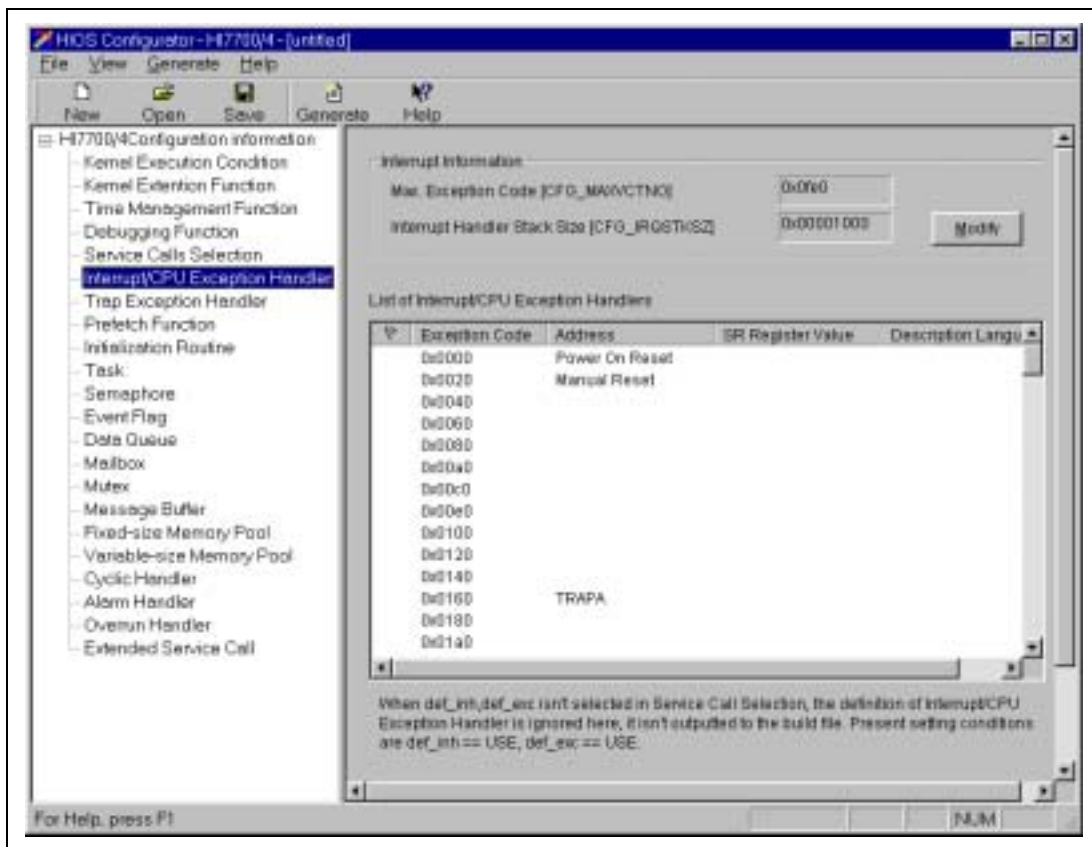 HIOS Configurator - HI7700/4 - [untitled]
File View Generate Help
New Open Save Generate Help
HI7700/4Configuration information
Kernel Execution Condition
Kernel Extention Function
Time Management Function
Debugging Function
Service Calls Selection
Interrupt/CPU Exception Handler
Trap Exception Handler
Prefetch Function
Initialization Routine
Task
Semaphore
Event Flag
Data Queue
Mailbox
Mutex
Message Buffer
Fixed-size Memory Pool
Variable-size Memory Pool
Cyclic Handler
Alarm Handler
Overrun Handler
Extended Service Call
Interrupt Information
Max. Exception Code [CFG_MAXVCTNO] 0x0fe0
Interrupt Handler Stack Size [CFG_IRQSTKSZ] 0x00001000
Modify
List of Interrupt/CPU Exception Handlers
Exception Code Address SR Register Value Description Langu
0x0000 Power On Reset
0x0020 Manual Reset
0x0040
0x0060
0x0080
0x00a0
0x00c0
0x00e0
0x0100
0x0120
0x0140
0x0160 TRAPA
0x0180
0x01a0
When def_inh,def_exc isn't selected in Service Call Selection, the definition of Interrupt/CPU
Exception Handler is ignored here, it isn't outputted to the build file. Present setting conditions
are def_inh == USE, def_exc == USE.
For Help, press F1
NUM